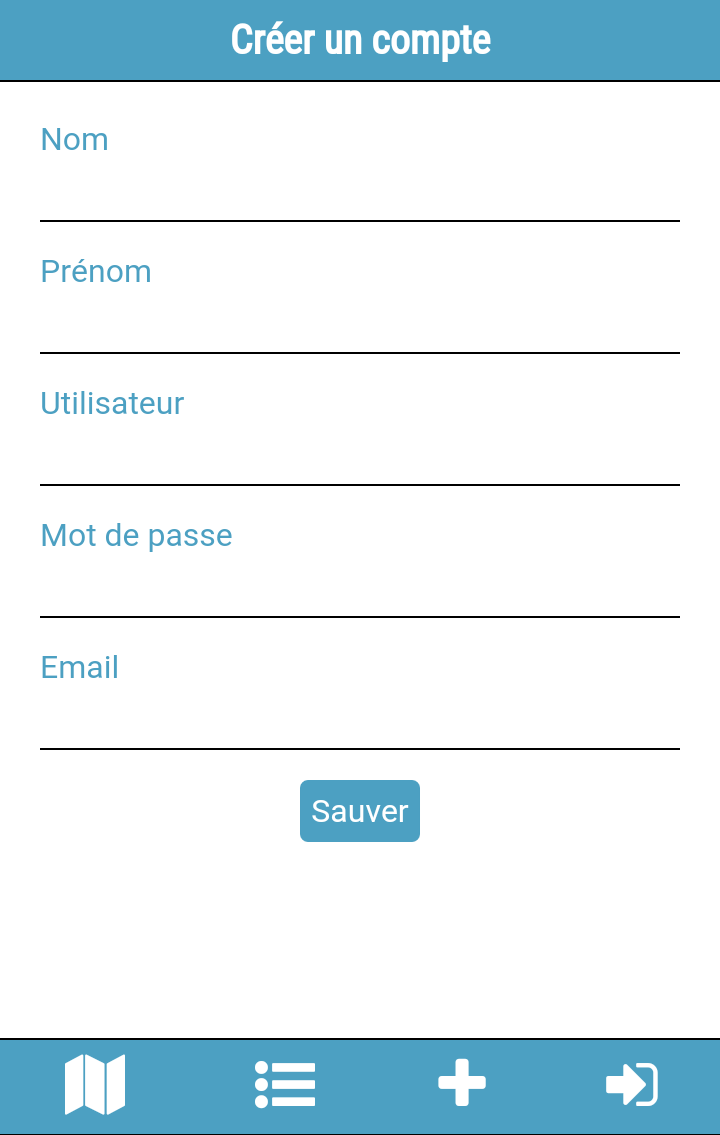 Créer un compte
Nom
Prénom
Utilisateur
Mot de passe
Email
Sauver